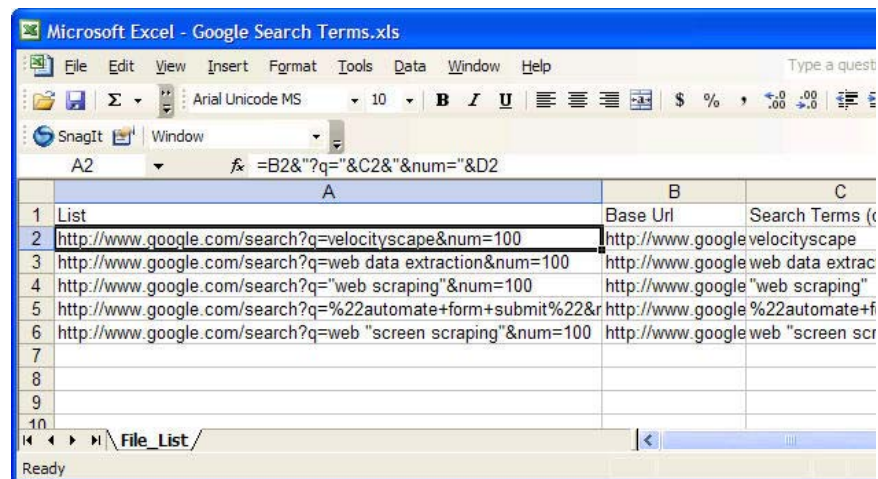 Microsoft Excel - Google Search Terms.xls
File Edit View Insert Format Tools Data Window Help Type a questi
Σ Arial Unicode MS 10 B I U $ % , .00 .00
SnagIt Window
A2 fx =B2&"?q="&C2&"&num="&D2
A B C
1 List Base Url Search Terms (
2 http://www.google.com/search?q=velocityscape&num=100 http://www.google velocityscape
3 http://www.google.com/search?q=web data extraction&num=100 http://www.google web data extrac
4 http://www.google.com/search?q="web scraping"&num=100 http://www.google "web scraping"
5 http://www.google.com/search?q=%22automate+form+submit%22&r http://www.google %22automate+f
6 http://www.google.com/search?q=web "screen scraping"&num=100 http://www.google web "screen scr
7
8
9
10
File_List
Ready